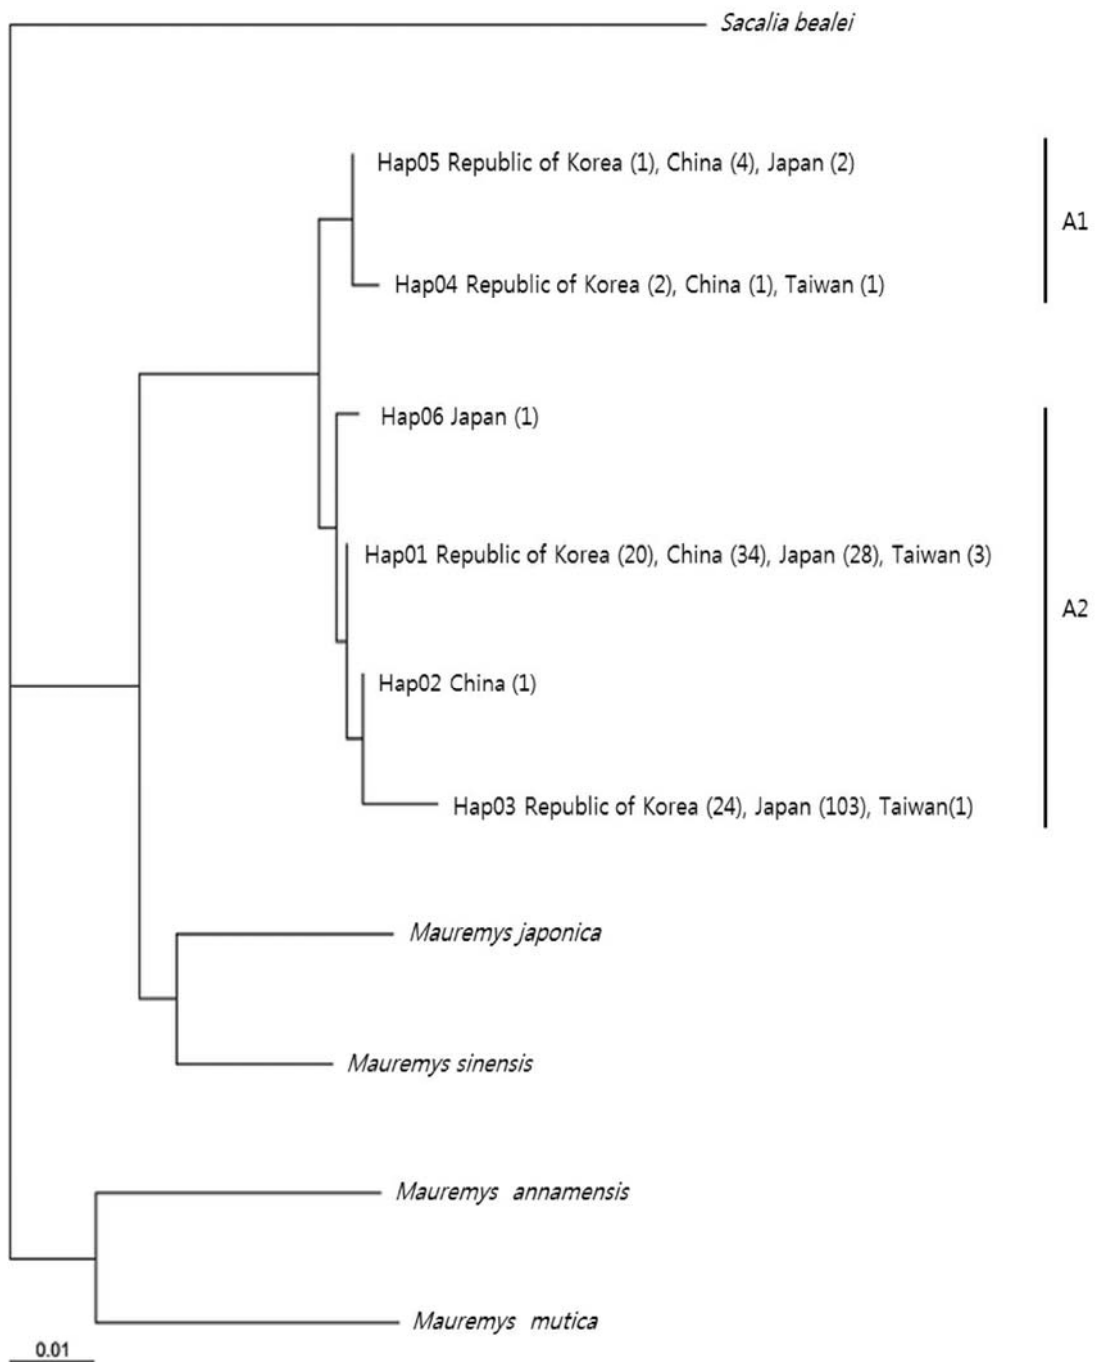 Sacalia bealei
Hap05 Republic of Korea (1), China (4), Japan (2)
A1
Hap04 Republic of Korea (2), China (1), Taiwan (1)
Hap06 Japan (1)
Hap01 Republic of Korea (20), China (34), Japan (28), Taiwan (3)
A2
Hap02 China (1)
Hap03 Republic of Korea (24), Japan (103), Taiwan(1)
Mauremys japonica
Mauremys sinensis
Mauremys annamensis
Mauremys mutica
0.01